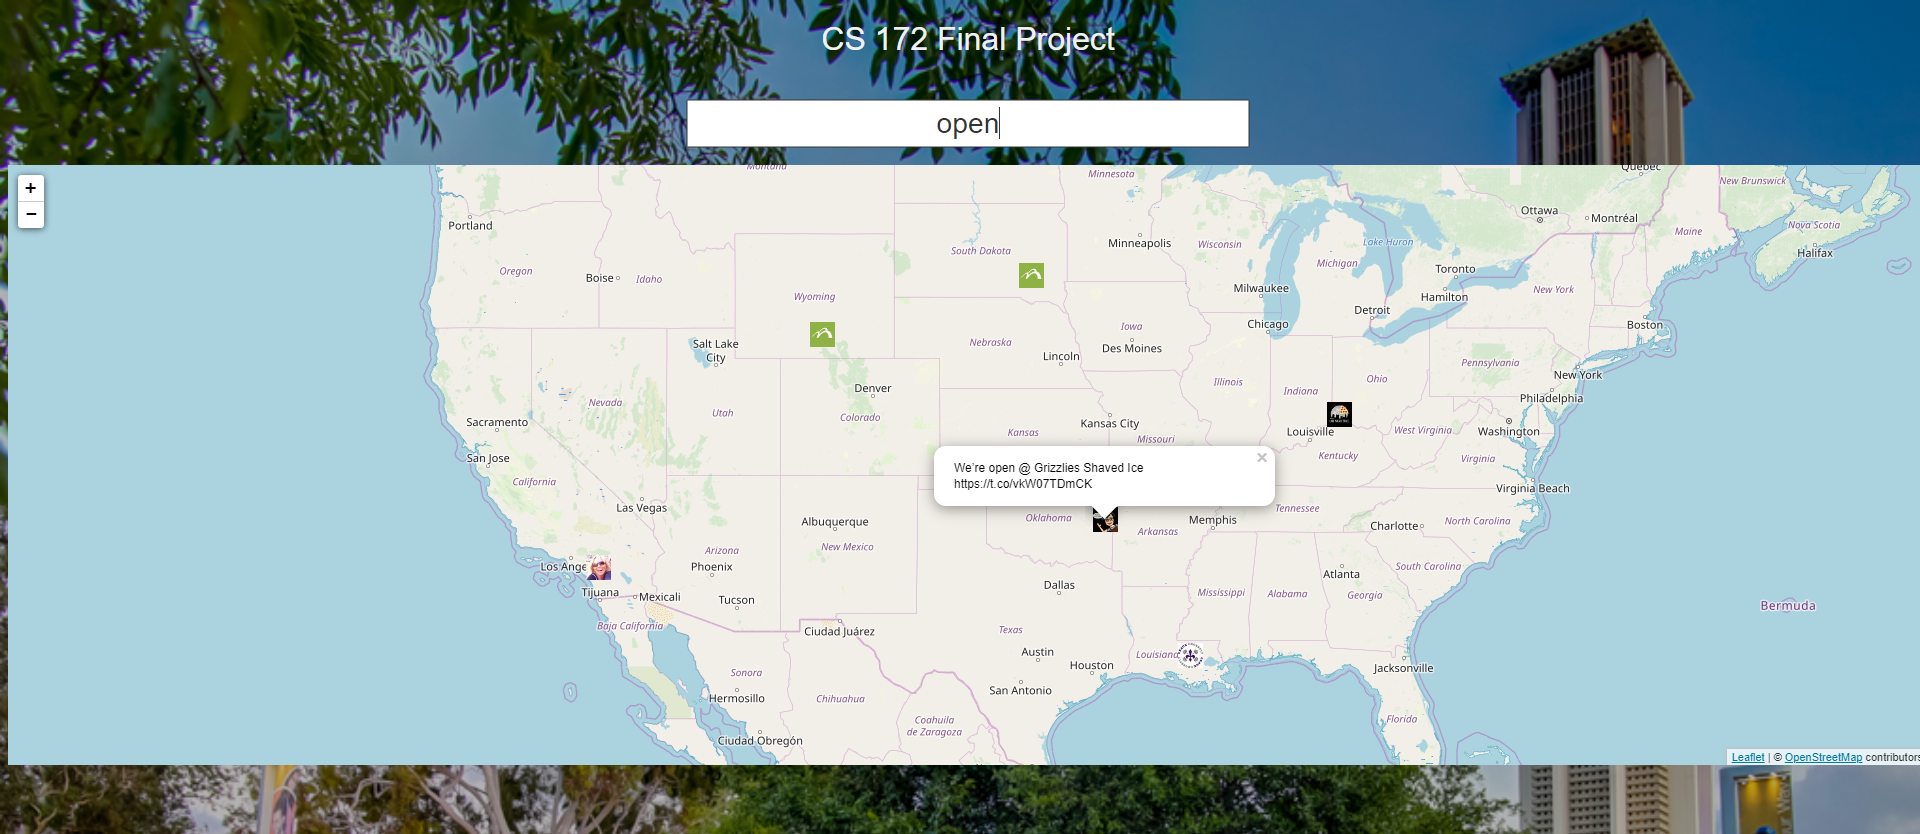 CS 172 Final Project
open
+
−
Montana
Minnesota
Québec
New Brunswick
Portland
Ottawa
Montréal
Nova Scotia
Maine
Minneapolis
Wisconsin
Lake Huron
Halifax
South Dakota
Michigan
Toronto
Oregon
Boise
Idaho
Wyoming
Milwaukee
Hamilton
New York
Detroit
Chicago
Iowa
Boston
Salt Lake
City
Nebraska
Lincoln
Des Moines
Pennsylvania
New York
Denver
Illinois
Indiana
Ohio
Philadelphia
Nevada
Utah
Colorado
Sacramento
Kansas City
Kansas
Missouri
Louisville
West Virginia
Washington
San Jose
Kentucky
Virginia
We're open @ Grizzlies Shaved Ice
https://t.co/vkW07TDmCK
×
California
Virginia Beach
Las Vegas
Albuquerque
Oklahoma
Arkansas
Memphis
Tennessee
Charlotte
North Carolina
New Mexico
Arizona
Los Ange
Phoenix
South Carolina
Atlanta
Dallas
Tijuana
Mexicali
Tucson
Mississippi
Alabama
Georgia
Bermuda
Baja California
Ciudad Juárez
Texas
Austin
Houston
Louisiana
Jacksonville
Sonora
San Antonio
Hermosillo
Chihuahua
Coahuila
de Zaragoza
Florida
Ciudad Obregón
Leaflet | © OpenStreetMap contributors